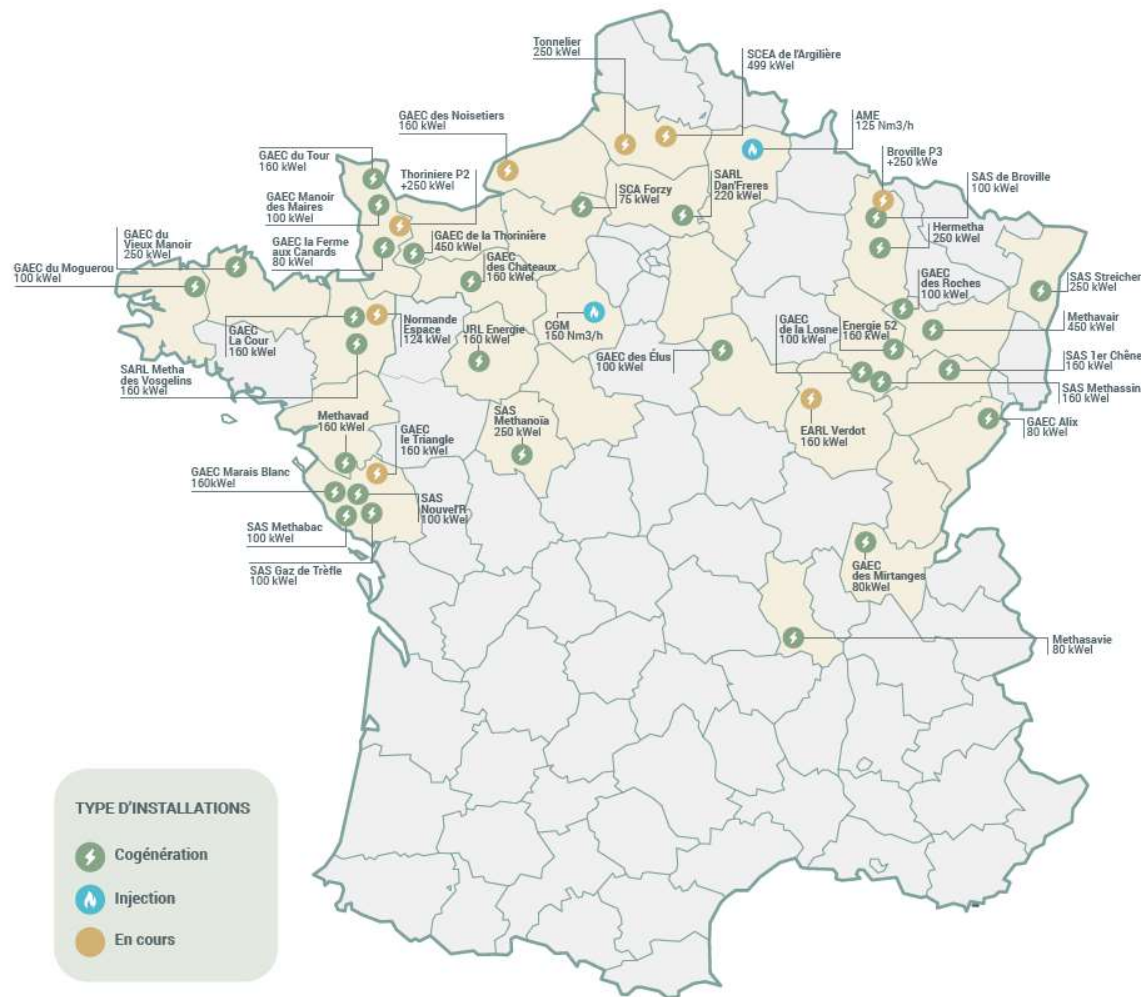 Tonnelier
250 kWel
SCEA de l'Argilière
499 kWel
GAEC des Noisetiers
160 kWel
AME
125 Nm3/h
Broville P3
+250 kWe
GAEC du Tour
160 kWel
Thoriniere P2
+250 kWel
SCA Forzy
75 kWel
SARL
Dan'Freres
220 kWel
SAS de Broville
100 kWel
GAEC Manoir
des Maires
100 kWel
Hermetha
250 kWel
GAEC du
Vieux Manoir
250 kWel
GAEC la Ferme
aux Canards
80 kWel
GAEC de la Thorinière
450 kWel
GAEC
des Chateaux
160 kWel
GAEC du Moguerou
100 kWel
GAEC
des Roches
100 kWel
SAS Streicher
250 kWel
GAEC
La Cour
160 kWel
Normande
Espace
124 kWel
JRL Energie
160 kWel
CGM
150 Nm3/h
GAEC
de la Losne
100 kWel
Energie 52
160 kWel
Methavair
450 kWel
GAEC des Élus
100 kWel
SARL Metha
des Vosgelins
160 kWel
SAS 1er Chêne
160 kWel
SAS Methassin
160 kWel
Methavad
160 kWel
GAEC
le Triangle
160 kWel
SAS
Methanoïa
250 kWel
EARL Verdot
160 kWel
GAEC Alix
80 kWel
GAEC Marais Blanc
160kWel
SAS
Nouvel'R
100 kWel
SAS Methabac
100 kWel
SAS Gaz de Trèfle
100 kWel
GAEC
des Mirtanges
80kWel
Methasavie
80 kWel
TYPE D'INSTALLATIONS
Cogénération
Injection
En cours